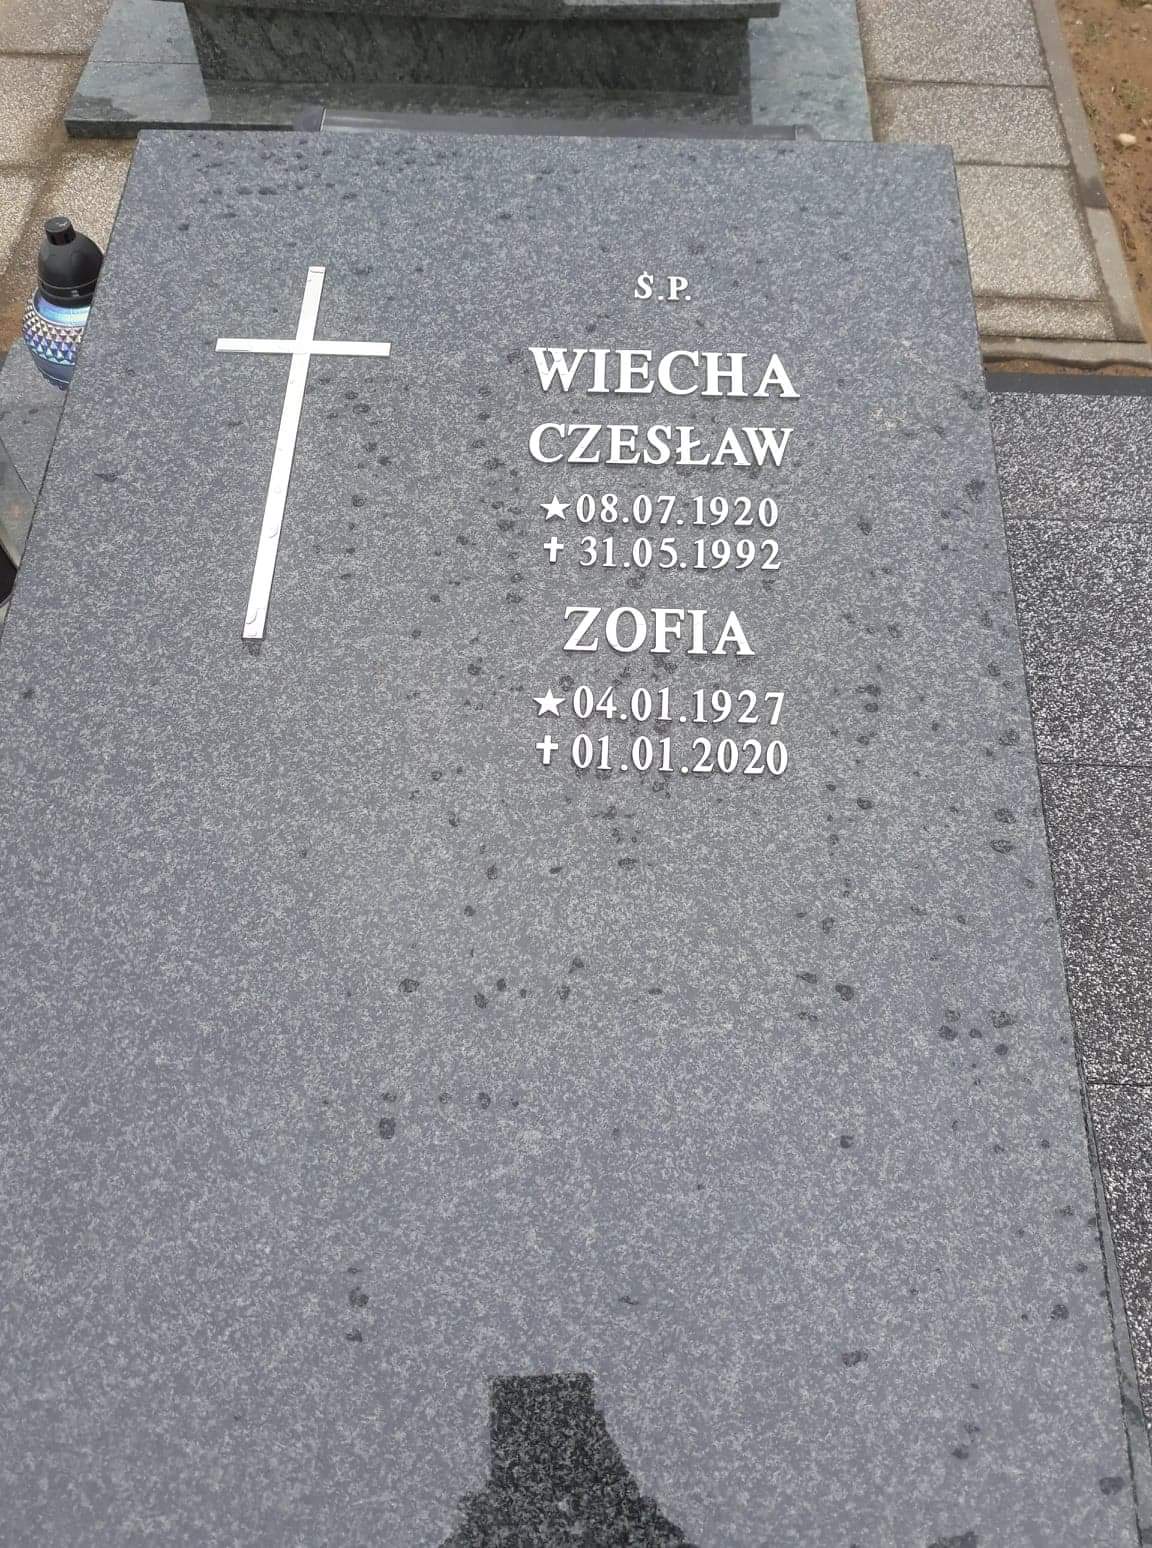 Ś.P.
WIECHA
CZESŁAW
★08.07.1920
✝31.05.1992
ZOFIA
★04.01.1927
✝01.01.2020